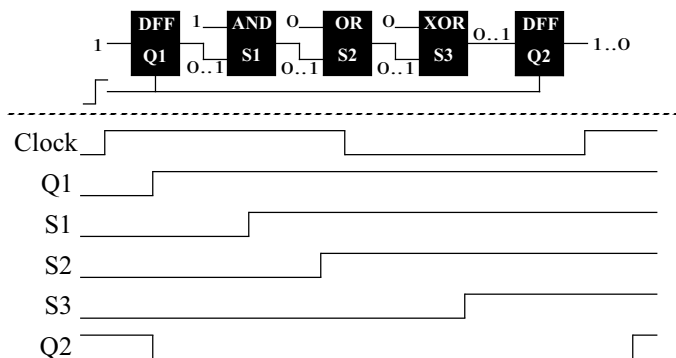 1 DFF Q1 0..1 1 AND S1 0..1 0 OR S2 0..1 0 XOR S3 0..1 DFF Q2 1..0
Clock
Q1
S1
S2
S3
Q2